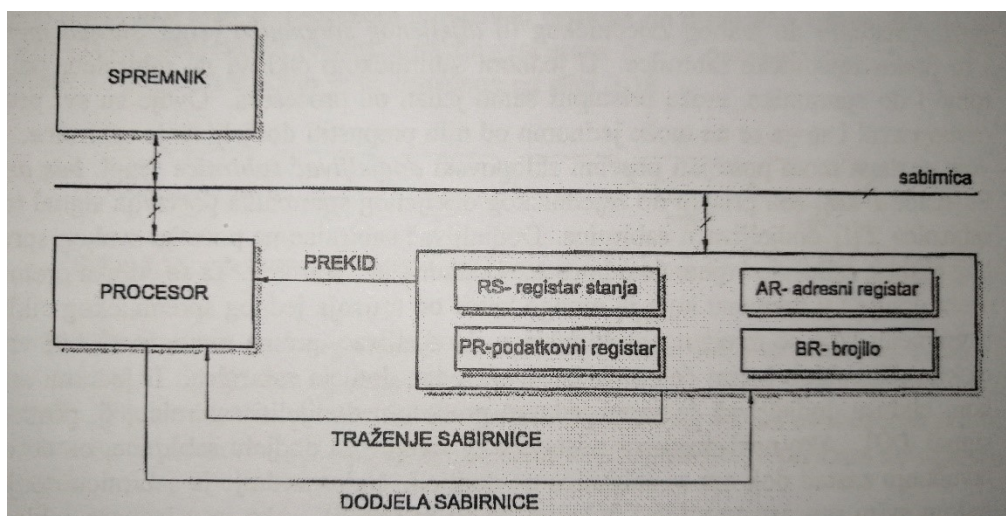 SPREMNIK
sabirnica
PREKID
PROCESOR
RS- registar stanja
AR- adresni registar
PR-podatkovni registar
BR- brojilo
TRAŽENJE SABIRNICE
DODJELA SABIRNICE